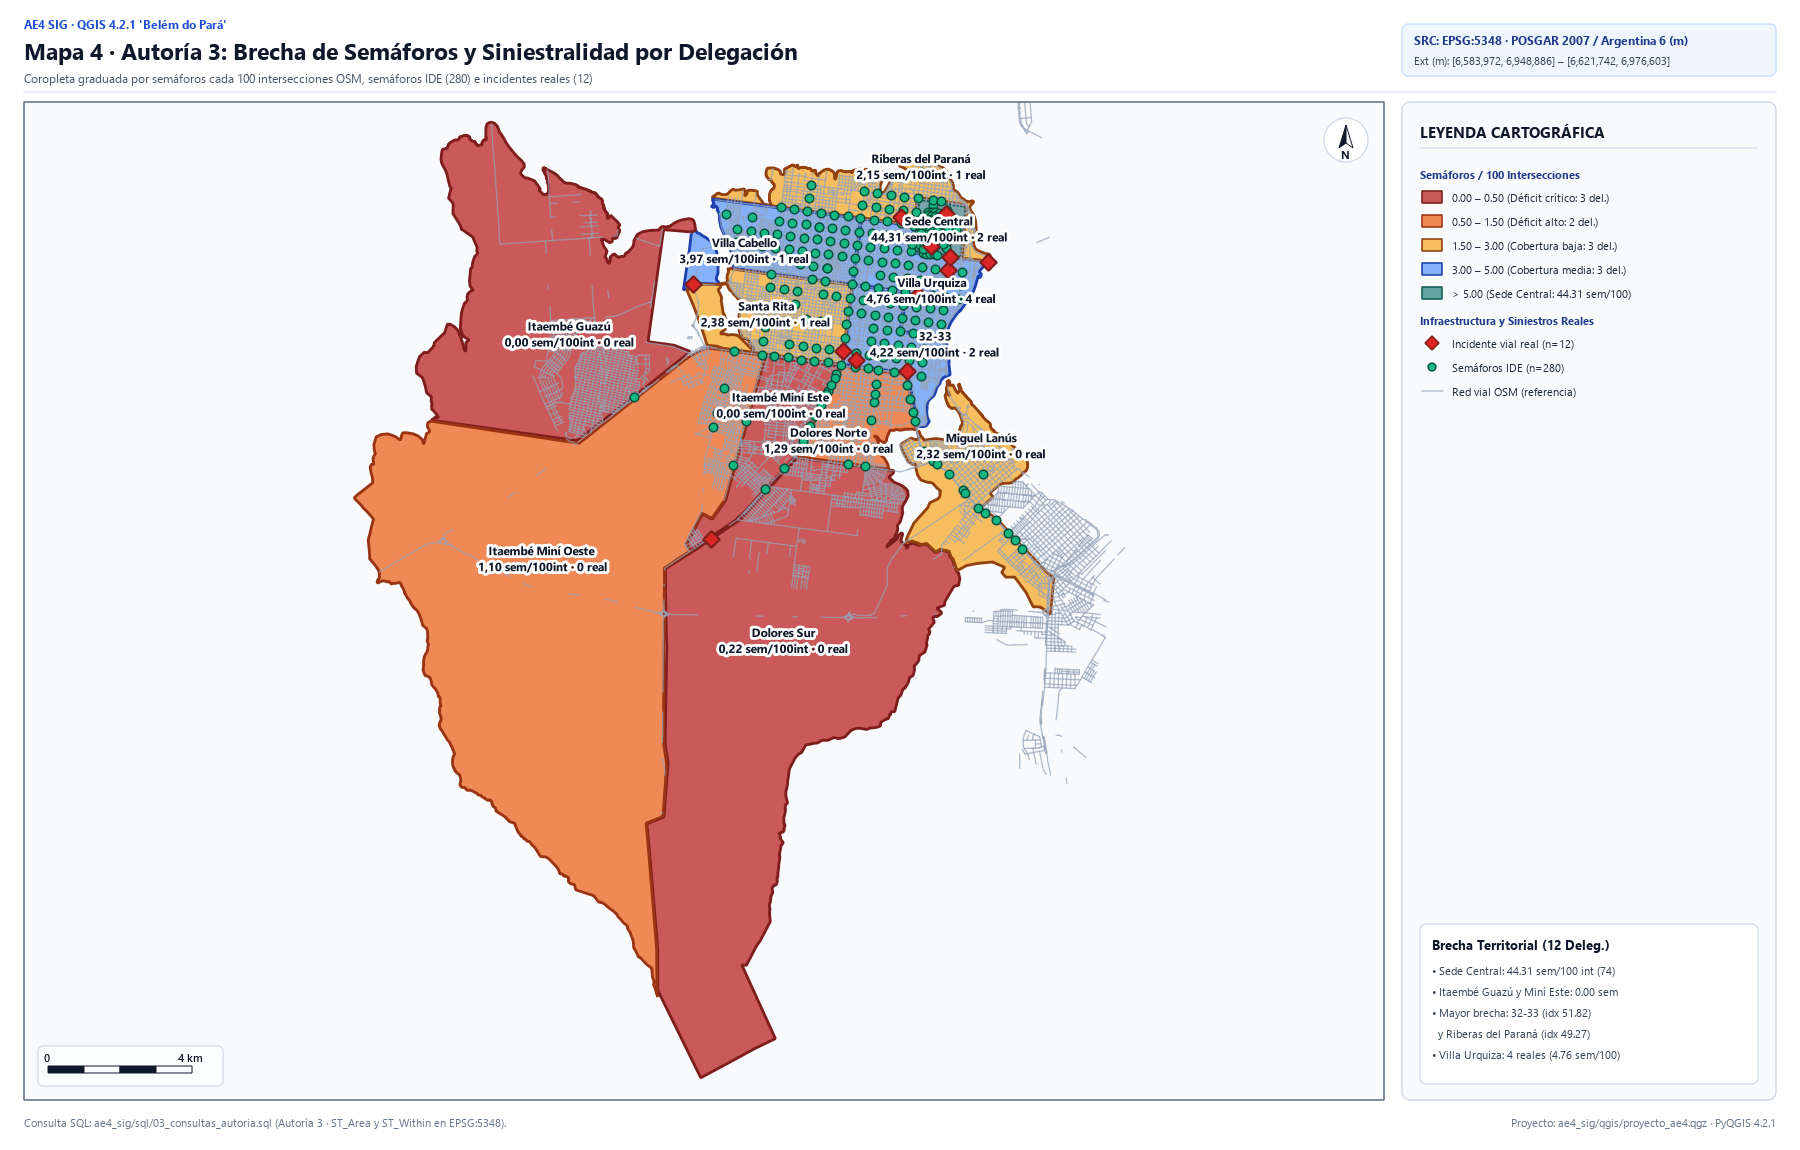 AE4 SIG · QGIS 4.2.1 'Belém do Pará'
Mapa 4 · Autoría 3: Brecha de Semáforos y Siniestralidad por Delegación
Coropleta graduada por semáforos cada 100 intersecciones OSM, semáforos IDE (280) e incidentes reales (12)
SRC: EPSG:5348 · POSGAR 2007 / Argentina 6 (m)
Ext (m): [6,583,972, 6,948,886] – [6,621,742, 6,976,603]
N
Riberas del Paraná
2,15 sem/100int · 1 real
Sede Central
44,31 sem/100int · 2 real
Villa Cabello
3,97 sem/100int · 1 real
Villa Urquiza
4,76 sem/100int · 4 real
Santa Rita
2,38 sem/100int · 1 real
32-33
4,22 sem/100int · 2 real
Itaembé Guazú
0,00 sem/100int · 0 real
Itaembé Miní Este
0,00 sem/100int · 0 real
Dolores Norte
1,29 sem/100int · 0 real
Miguel Lanús
2,32 sem/100int · 0 real
Itaembé Miní Oeste
1,10 sem/100int · 0 real
Dolores Sur
0,22 sem/100int · 0 real
0 4 km
LEYENDA CARTOGRÁFICA
Semáforos / 100 Intersecciones
0.00 – 0.50 (Déficit crítico: 3 del.)
0.50 – 1.50 (Déficit alto: 2 del.)
1.50 – 3.00 (Cobertura baja: 3 del.)
3.00 – 5.00 (Cobertura media: 3 del.)
> 5.00 (Sede Central: 44.31 sem/100)
Infraestructura y Siniestros Reales
Incidente vial real (n=12)
Semáforos IDE (n=280)
Red vial OSM (referencia)
Brecha Territorial (12 Deleg.)
• Sede Central: 44.31 sem/100 int (74)
• Itaembé Guazú y Miní Este: 0.00 sem
• Mayor brecha: 32-33 (idx 51.82)
y Riberas del Paraná (idx 49.27)
• Villa Urquiza: 4 reales (4.76 sem/100)
Consulta SQL: ae4_sig/sql/03_consultas_autoria.sql (Autoría 3 · ST_Area y ST_Within en EPSG:5348).
Proyecto: ae4_sig/qgis/proyecto_ae4.qgz · PyQGIS 4.2.1